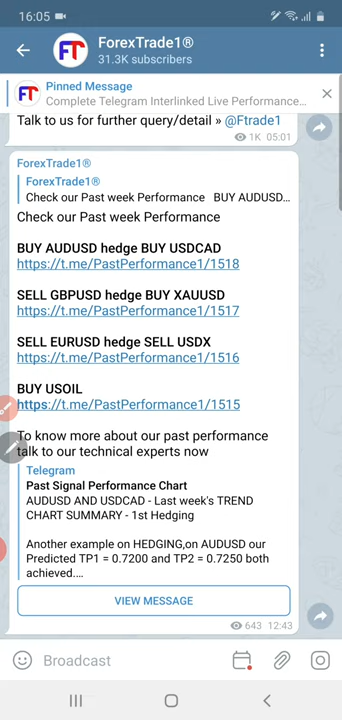 16:05
FT
ForexTrade1®
31.3K subscribers
FT
Pinned Message
Complete Telegram Interlinked Live Performance...
Talk to us for further query/detail » @Ftrade1
1K 05:01
ForexTrade1®
ForexTrade1®
Check our Past week Performance BUY AUDUSD...
Check our Past week Performance
BUY AUDUSD hedge BUY USDCAD
https://t.me/PastPerformance1/1518
SELL GBPUSD hedge BUY XAUUSD
https://t.me/PastPerformance1/1517
SELL EURUSD hedge SELL USDX
https://t.me/PastPerformance1/1516
BUY USOIL
https://t.me/PastPerformance1/1515
To know more about our past performance
talk to our technical experts now
Telegram
Past Signal Performance Chart
AUDUSD AND USDCAD - Last week's TREND
CHART SUMMARY - 1st Hedging
Another example on HEDGING,on AUDUSD our
Predicted TP1 = 0.7200 and TP2 = 0.7250 both
achieved....
VIEW MESSAGE
643 12:43
Broadcast